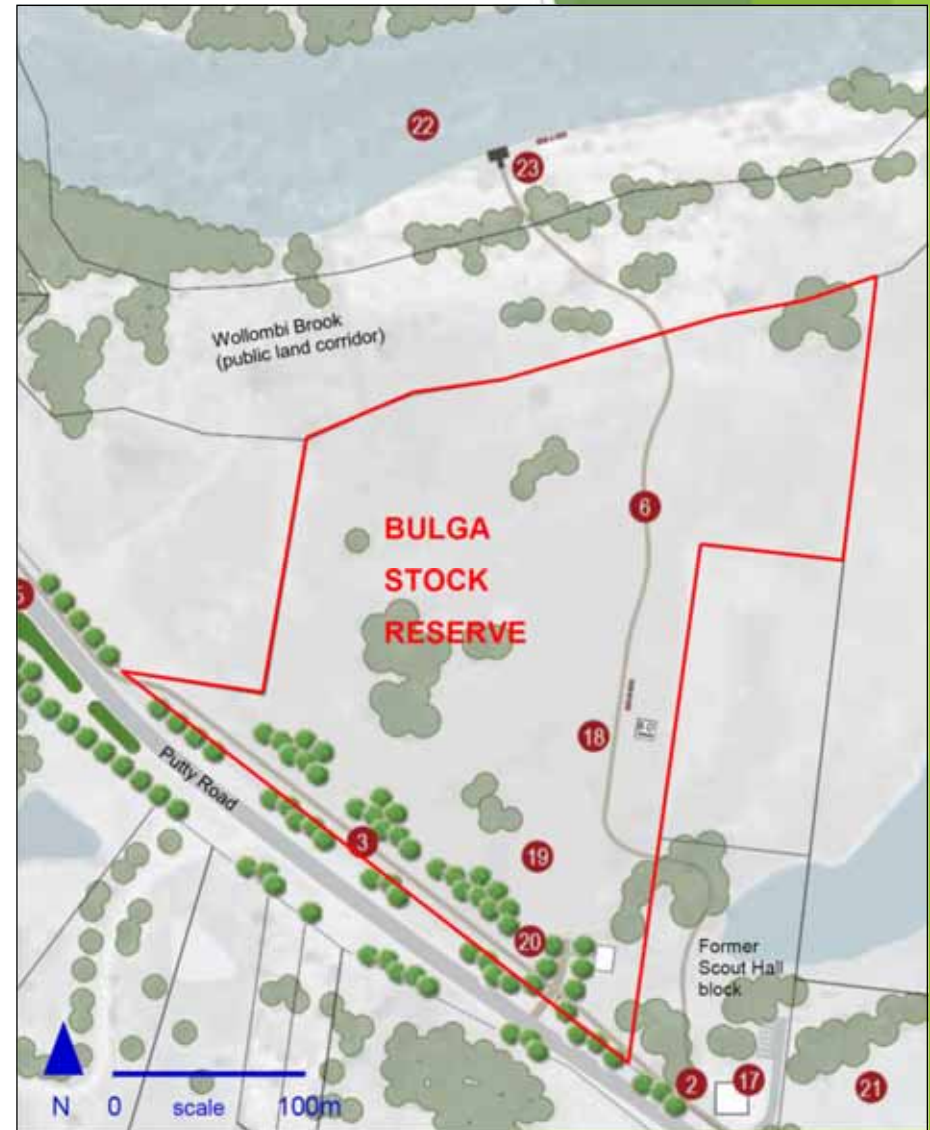 22
23
Wollombi Brook
(public land corridor)
6
BULGA
STOCK
RESERVE
5
18
Putty Road
3
19
20
Former
Scout Hall
block
2
17
21
N 0 scale 100m